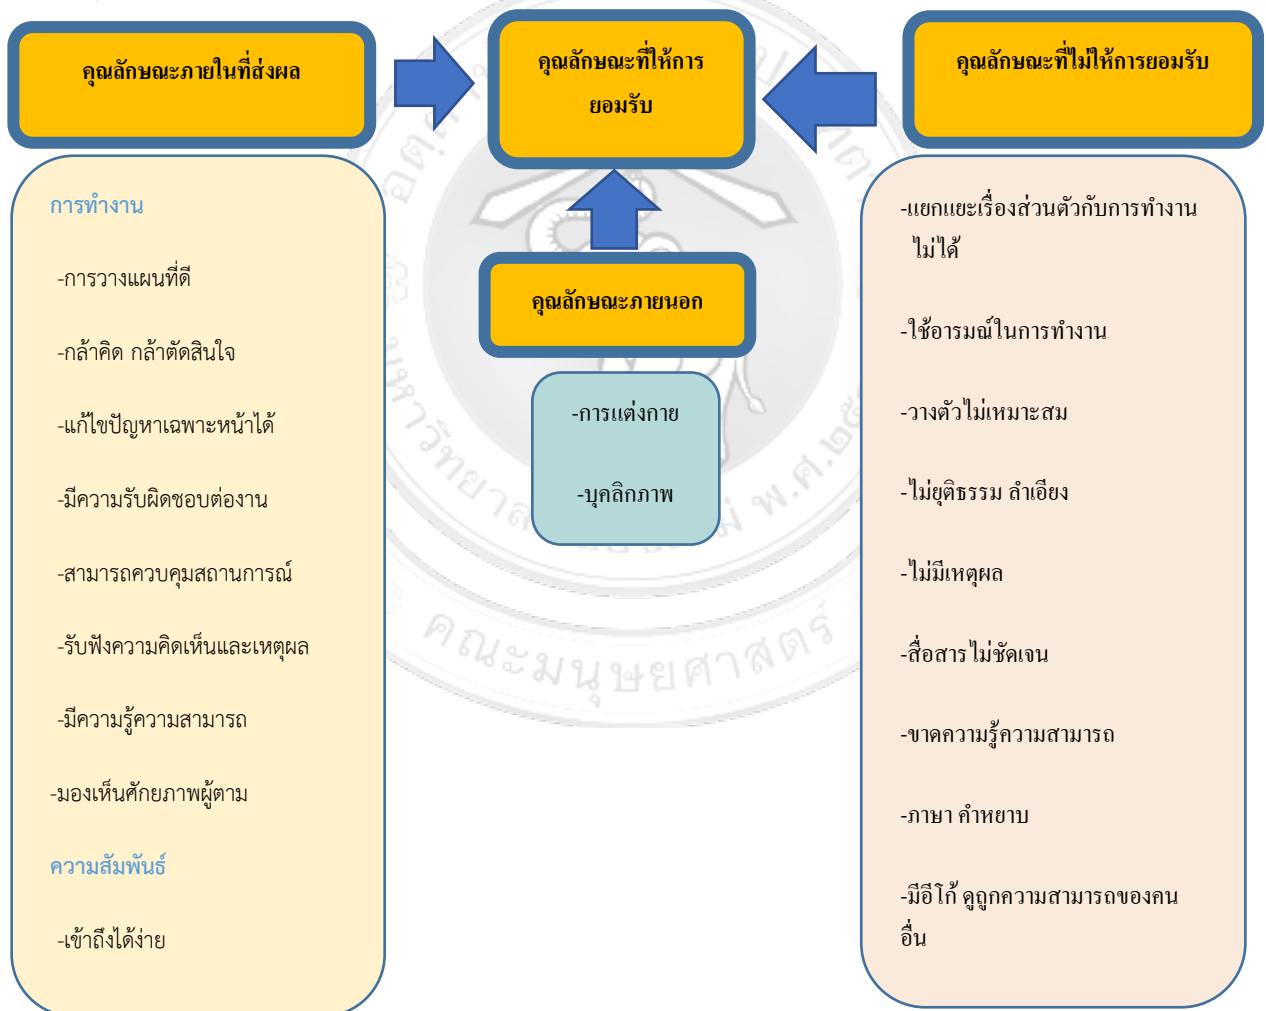 คุณลักษณะภายในที่ส่งผล
คุณลักษณะที่ให้การ
ยอมรับ
คุณลักษณะที่ไม่ให้การยอมรับ
การทำงาน
-การวางแผนที่ดี
-กล้าคิด กล้าตัดสินใจ
-แก้ไขปัญหาเฉพาะหน้าได้
-มีความรับผิดชอบต่องาน
-สามารถควบคุมสถานการณ์
-รับฟังความคิดเห็นและเหตุผล
-มีความรู้ความสามารถ
-มองเห็นศักยภาพผู้ตาม
ความสัมพันธ์
-เข้าถึงได้ง่าย
คุณลักษณะภายนอก
-การแต่งกาย
-บุคลิกภาพ
-แยกแยะเรื่องส่วนตัวกับการทำงาน
ไม่ได้
-ใช้อารมณ์ในการทำงาน
-วางตัวไม่เหมาะสม
-ไม่ยุติธรรม ลำเอียง
-ไม่มีเหตุผล
-สื่อสารไม่ชัดเจน
-ขาดความรู้ความสามารถ
-ภาษา คำหยาบ
-มีอีโก้ ดูถูกความสามารถของคน
อื่น
คณะมนุษยศาสตร์